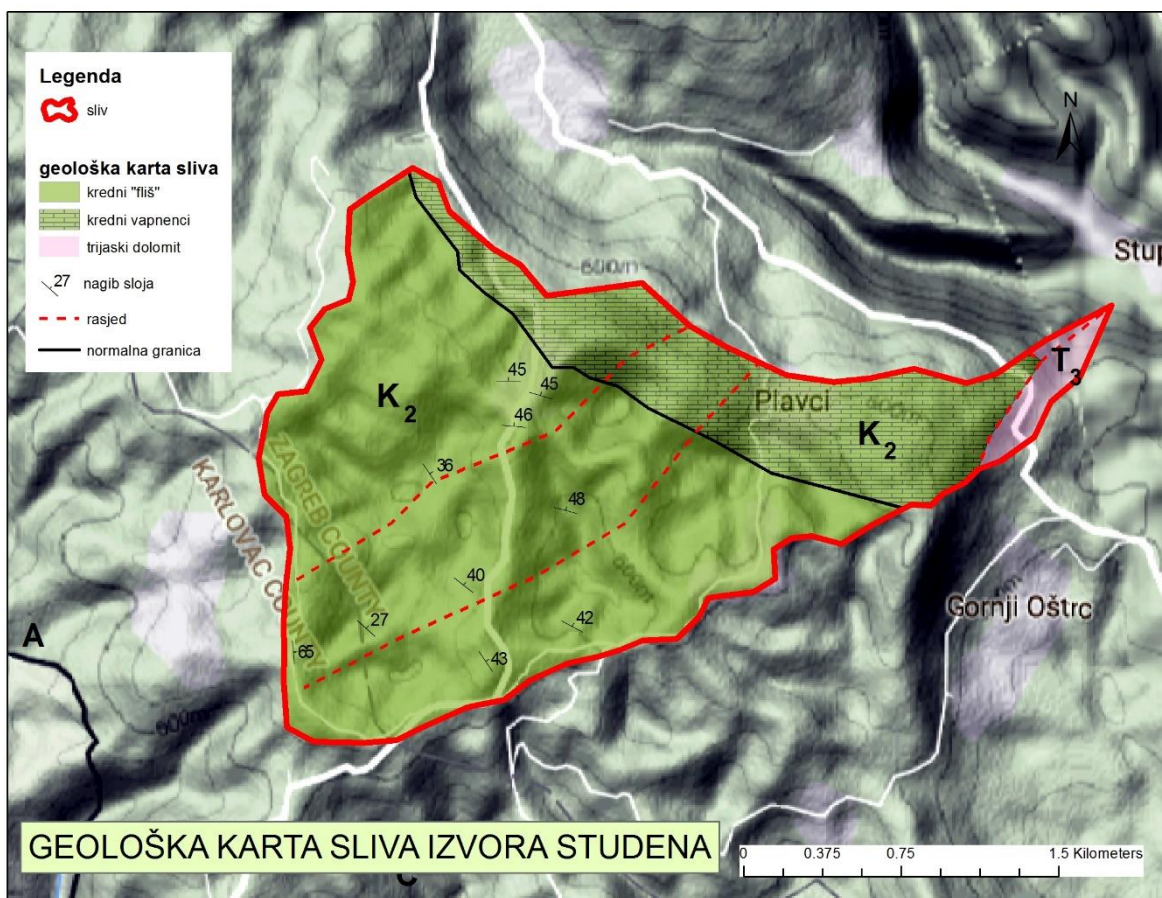 Legenda
sliv
geološka karta sliva
kredni "fliš"
kredni vapnenci
trijaski dolomit
27 nagib sloja
rasjed
normalna granica
N
Stup
600m
T3
K2
45
45
46
Plavci
600m
K2
36
48
ZAGREB COUNTY
KARLOVAC COUNTY
600m
40
27
42
43
65
Gornji Oštrc
A
600m
GEOLOŠKA KARTA SLIVA IZVORA STUDENA
0 0.375 0.75 1.5 Kilometers